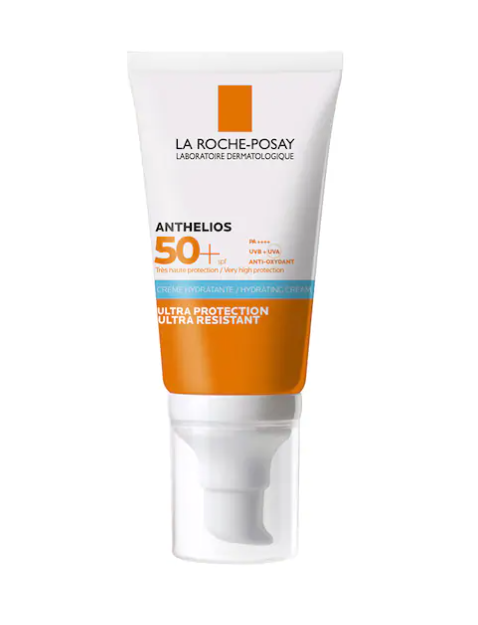 LA ROCHE-POSAY
LABORATOIRE DERMATOLOGIQUE
ANTHELIOS
50+ spf
PA++++
UVB + UVA
ANTI-OXYDANT
Très haute protection / Very high protection
CRÈME HYDRATANTE / HYDRATING CREAM
ULTRA PROTECTION
ULTRA RESISTANT